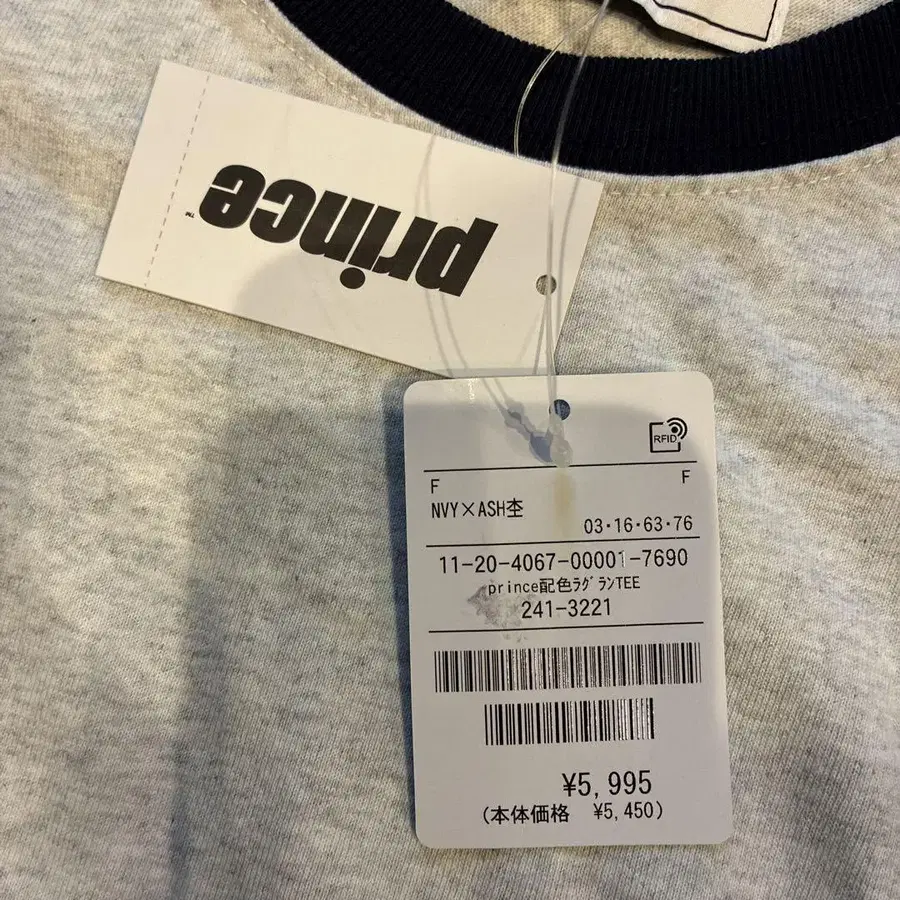 prince™
RFID
F F
NVY×ASH杢
03・16・63・76
11-20-4067-00001-7690
prince配色ﾗｸﾞﾗﾝTEE
241-3221
¥5,995
(本体価格 ¥5,450)